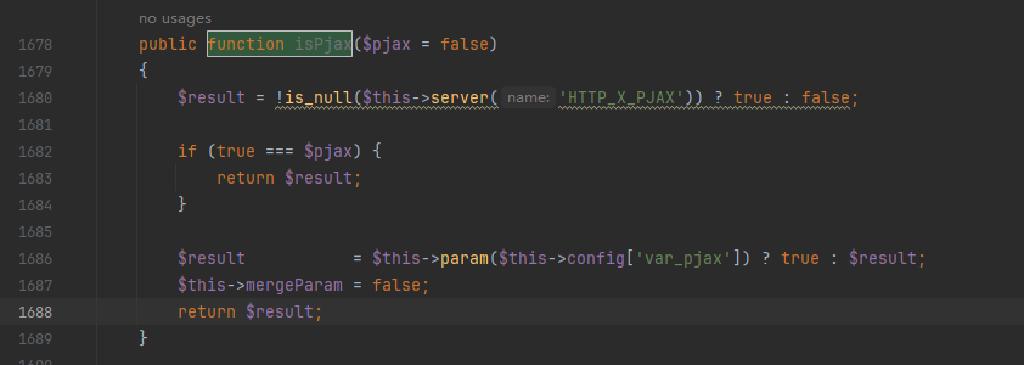 no usages
1678 public function isPjax($pjax = false)
1679 {
1680 $result = !is_null($this->server( name: 'HTTP_X_PJAX')) ? true : false;
1681
1682 if (true === $pjax) {
1683 return $result;
1684 }
1685
1686 $result = $this->param($this->config['var_pjax']) ? true : $result;
1687 $this->mergeParam = false;
1688 return $result;
1689 }